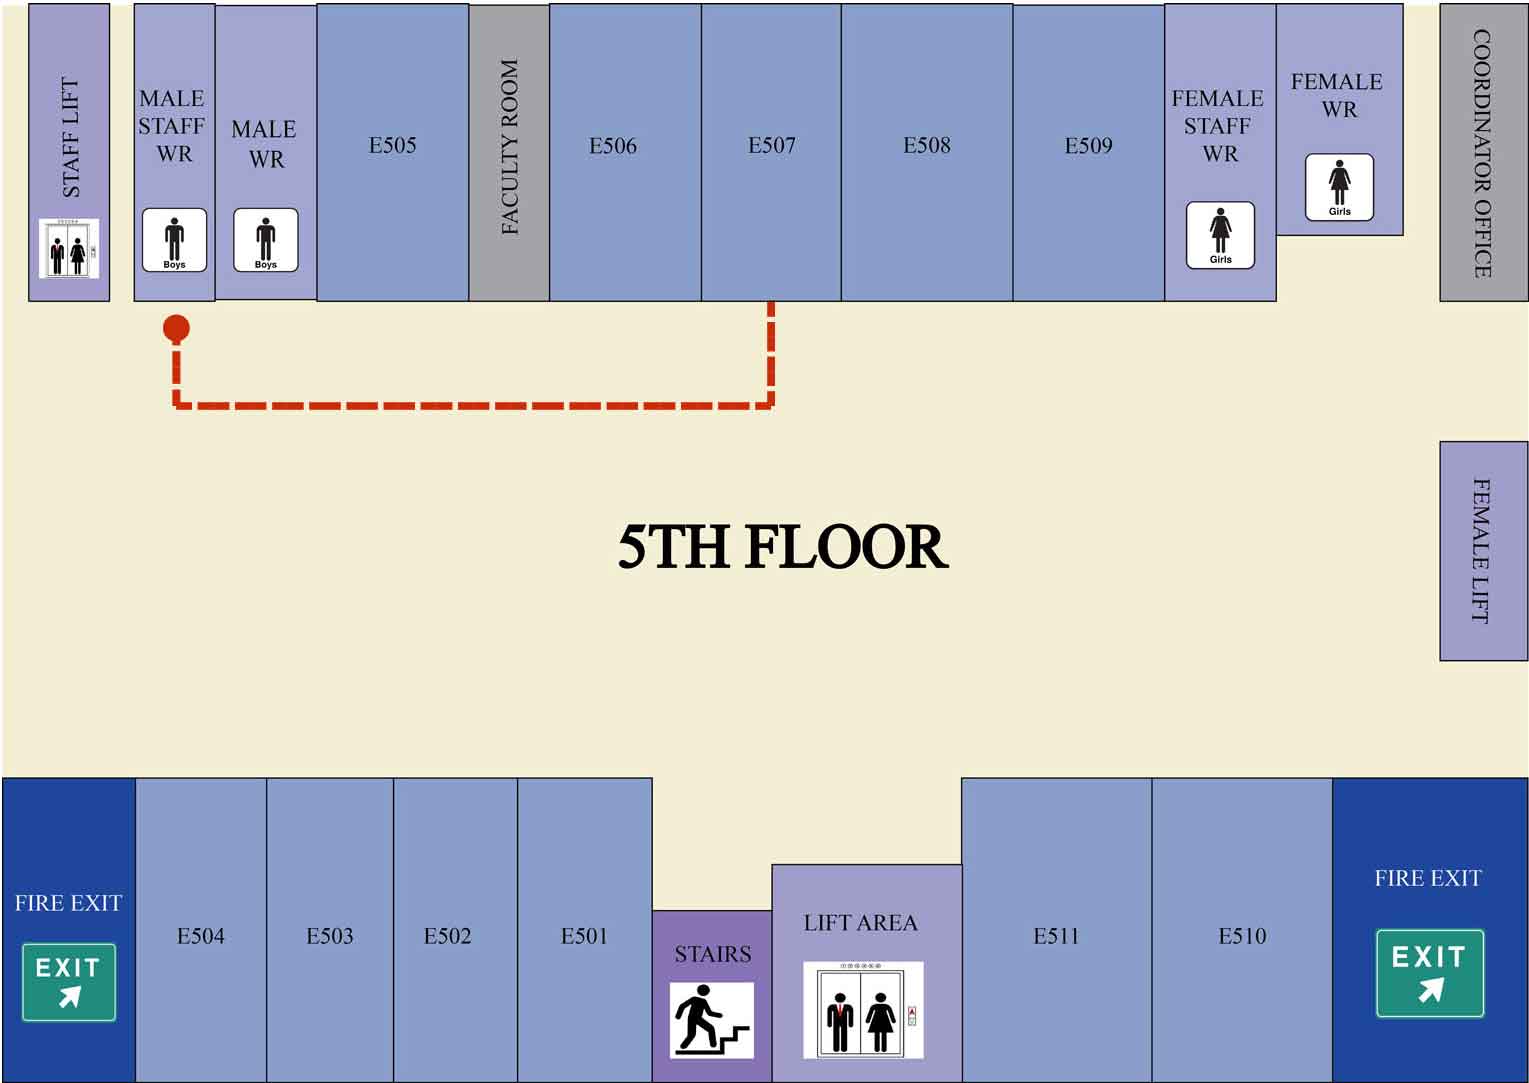 STAFF LIFT
MALE
STAFF
WR
Boys
MALE
WR
Boys
E505
FACULTY ROOM
E506
E507
E508
E509
FEMALE
STAFF
WR
Girls
FEMALE
WR
Girls
COORDINATOR OFFICE
5TH FLOOR
FEMALE LIFT
FIRE EXIT
EXIT
E504
E503
E502
E501
STAIRS
LIFT AREA
E511
E510
FIRE EXIT
EXIT